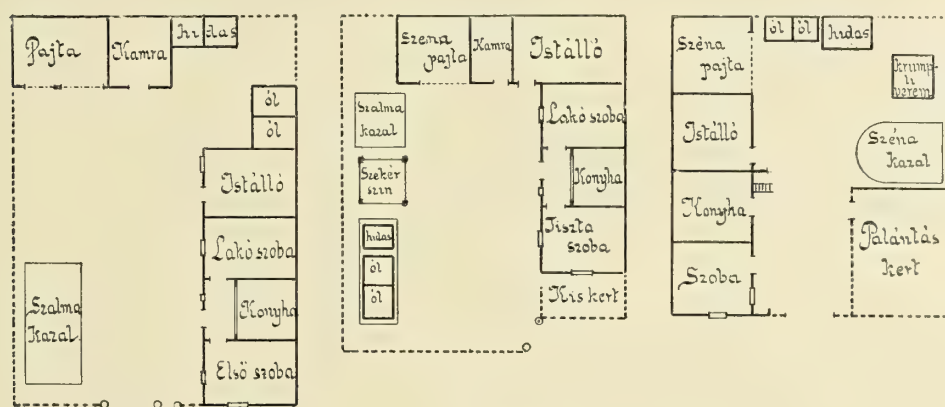 Pajta
Kamra
hidas
ól
ól
Istálló
Lakó szoba
Konyha
Első szoba
Szalma
kazal
Szena
pajta
Kamra
Istálló
Szalma
kazal
Lakó szoba
Szekér
szin
Konyha
Tiszta
szoba
hidas
ól
ól
Kis kert
Széna
pajta
ól
ól
hidas
krump-
li
verem
Istálló
Széna
kazal
Konyha
Palántás
kert
Szoba